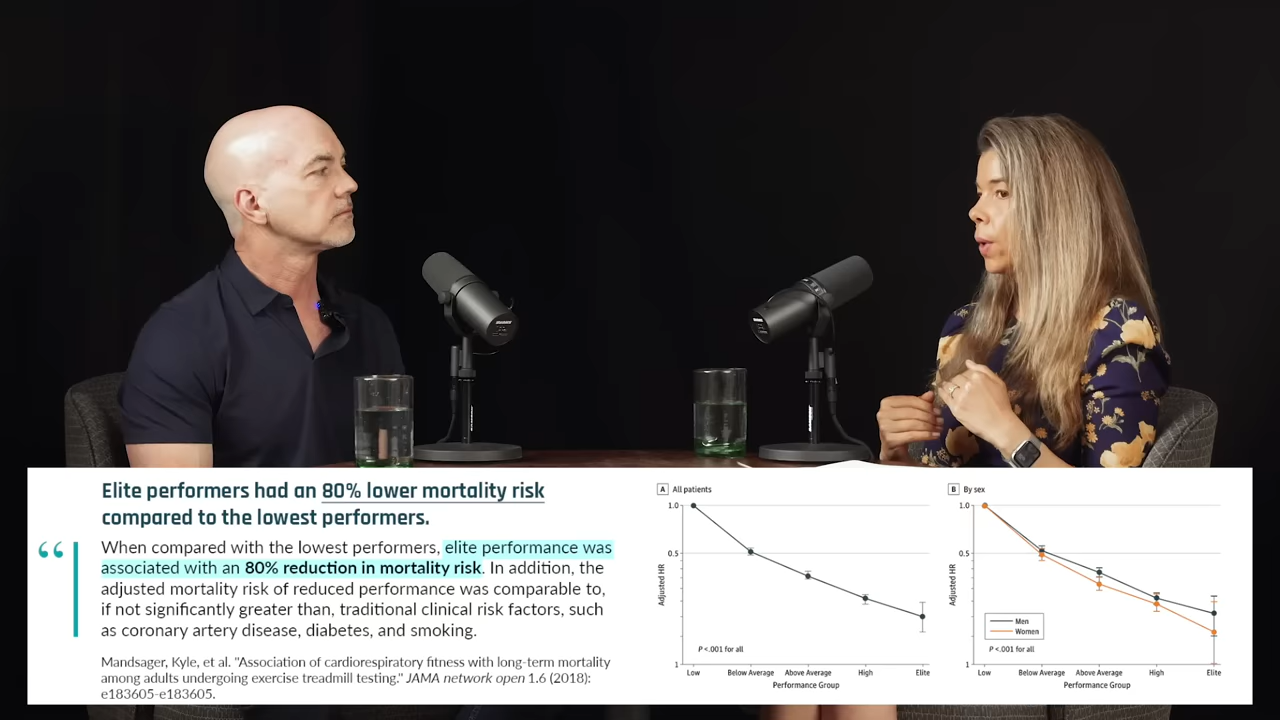 Elite performers had an 80% lower mortality risk
compared to the lowest performers.
“
When compared with the lowest performers, elite performance was
associated with an 80% reduction in mortality risk. In addition, the
adjusted mortality risk of reduced performance was comparable to,
if not significantly greater than, traditional clinical risk factors, such
as coronary artery disease, diabetes, and smoking.
Mandsager, Kyle, et al. "Association of cardiorespiratory fitness with long-term mortality
among adults undergoing exercise treadmill testing." JAMA network open 1.6 (2018):
e183605-e183605.
A All patients
1.0
0.5
1
Adjusted HR
P <.001 for all
Low Below Average Above Average High Elite
Performance Group
B By sex
1.0
0.5
1
Adjusted HR
Men
Women
P <.001 for all
Low Below Average Above Average High Elite
Performance Group